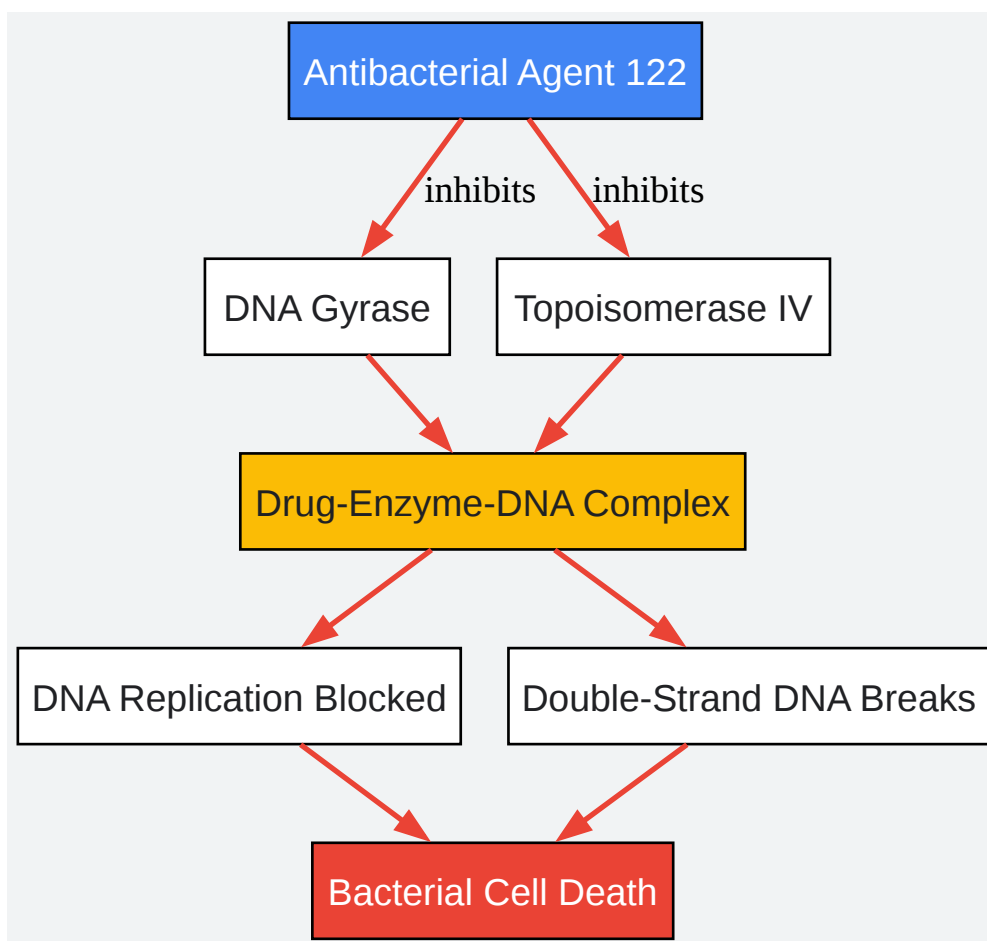 Antibacterial Agent 122
inhibits
inhibits
DNA Gyrase
Topoisomerase IV
Drug-Enzyme-DNA Complex
DNA Replication Blocked
Double-Strand DNA Breaks
Bacterial Cell Death